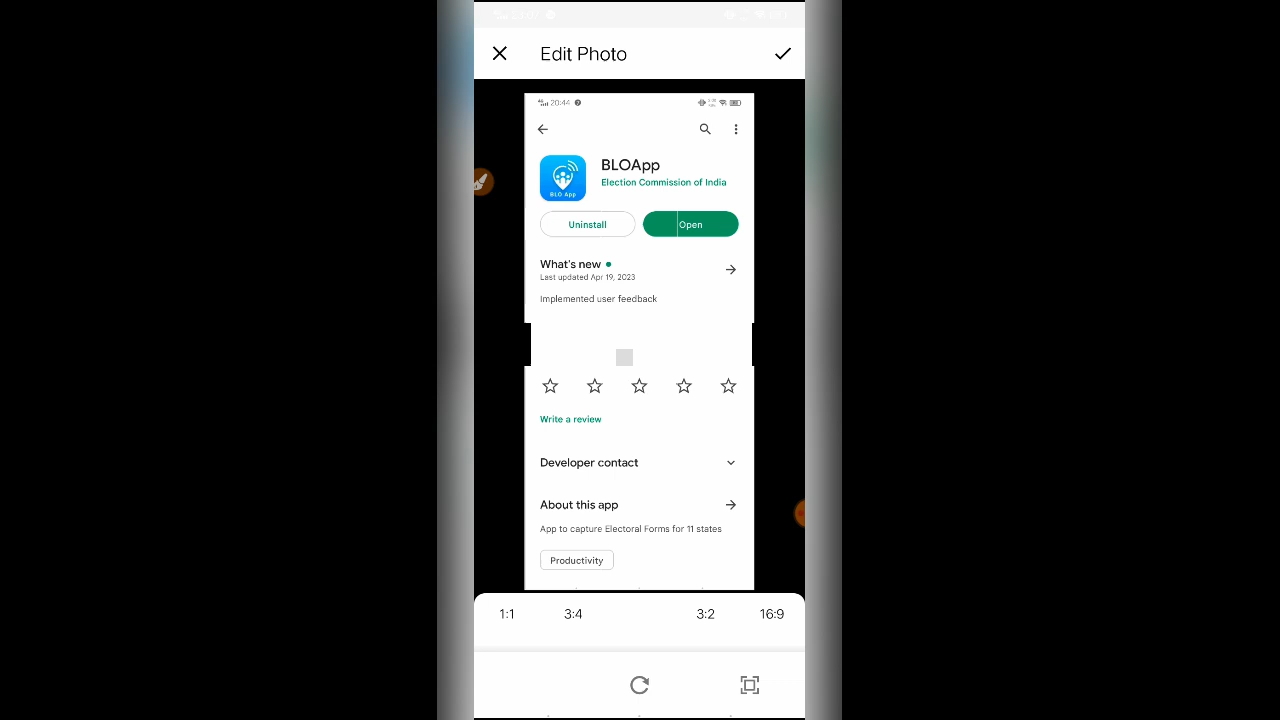 Edit Photo
20:44
BLOApp
Election Commission of India
BLO App
Uninstall
Open
What's new
Last updated Apr 19, 2023
Implemented user feedback
Write a review
Developer contact
About this app
App to capture Electoral Forms for 11 states
Productivity
1:1 3:4 3:2 16:9